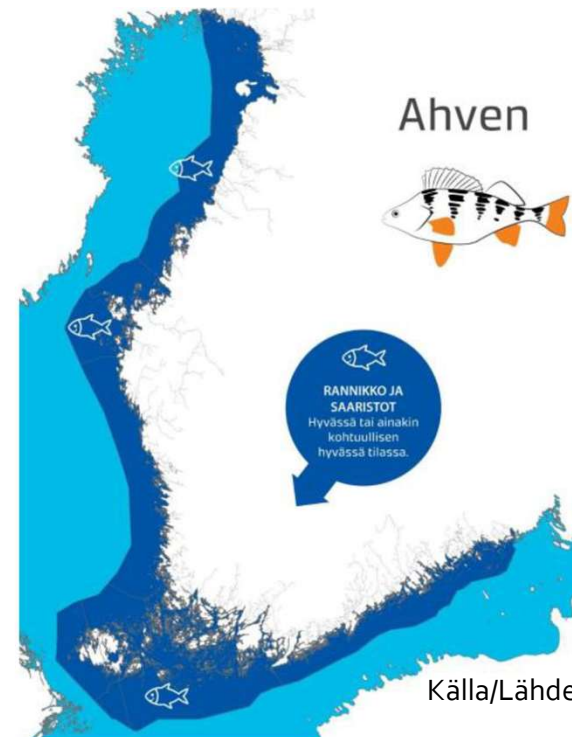 Ahven
RANNIKKO JA
SAARISTOT
Hyvässä tai ainakin
kohtuullisen
hyvässä tilassa.
Källa/Lähde